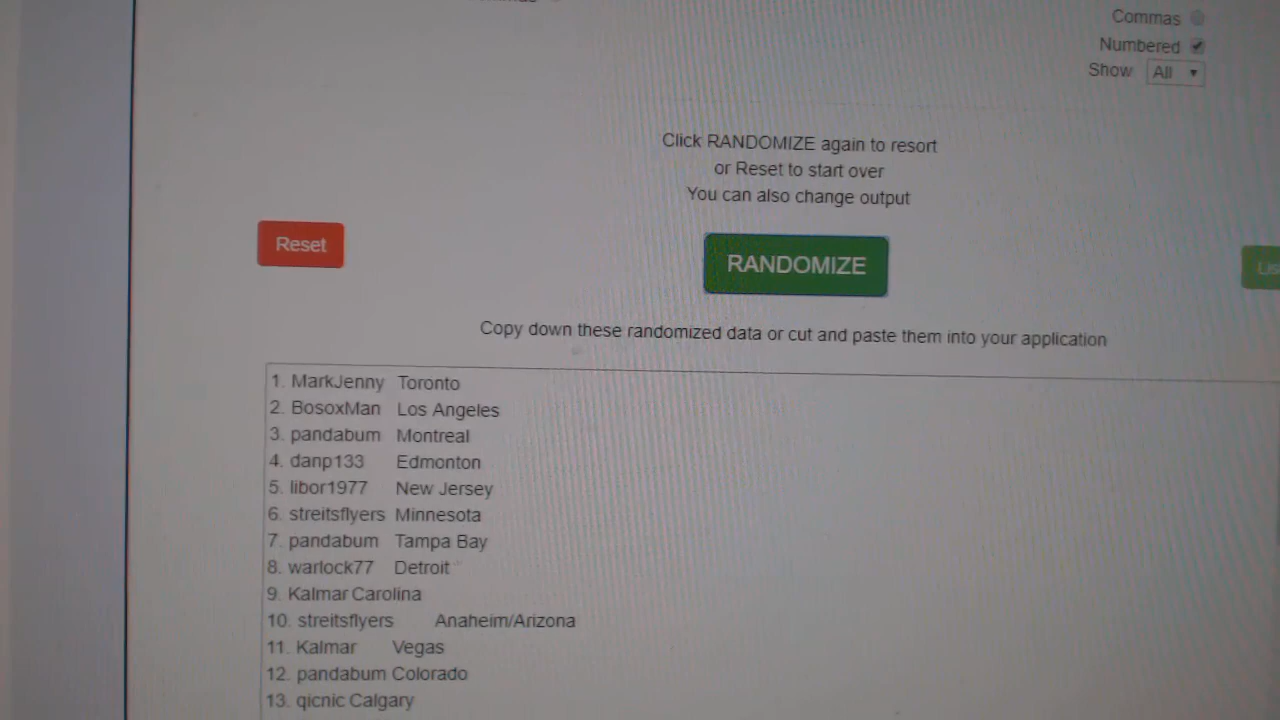 Commas
Numbered
Show All
Click RANDOMIZE again to resort
or Reset to start over
You can also change output
Reset
RANDOMIZE
Copy down these randomized data or cut and paste them into your application
1. MarkJenny Toronto
2. BosoxMan Los Angeles
3. pandabum Montreal
4. danp133 Edmonton
5. libor1977 New Jersey
6. streitsflyers Minnesota
7. pandabum Tampa Bay
8. warlock77 Detroit
9. Kalmar Carolina
10. streitsflyers Anaheim/Arizona
11. Kalmar Vegas
12. pandabum Colorado
13. qicnic Calgary